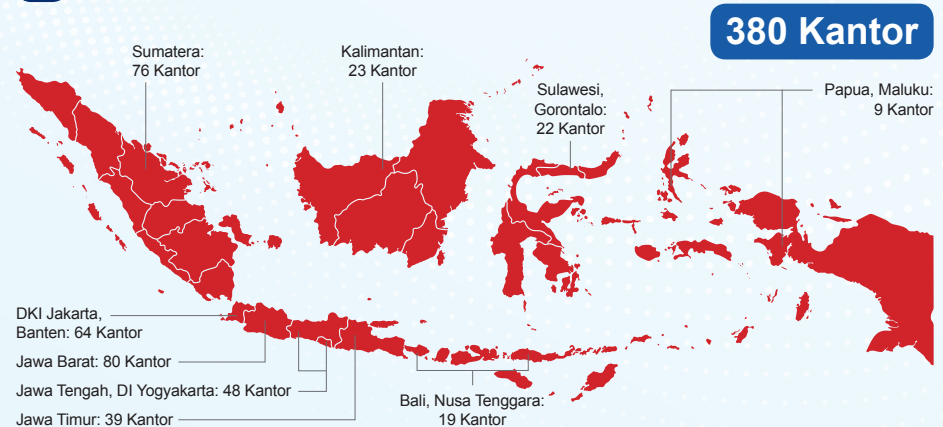 380 Kantor
Sumatera:
76 Kantor
Kalimantan:
23 Kantor
Sulawesi,
Gorontalo:
22 Kantor
Papua, Maluku:
9 Kantor
DKI Jakarta,
Banten: 64 Kantor
Jawa Barat: 80 Kantor
Jawa Tengah, DI Yogyakarta: 48 Kantor
Jawa Timur: 39 Kantor
Bali, Nusa Tenggara:
19 Kantor